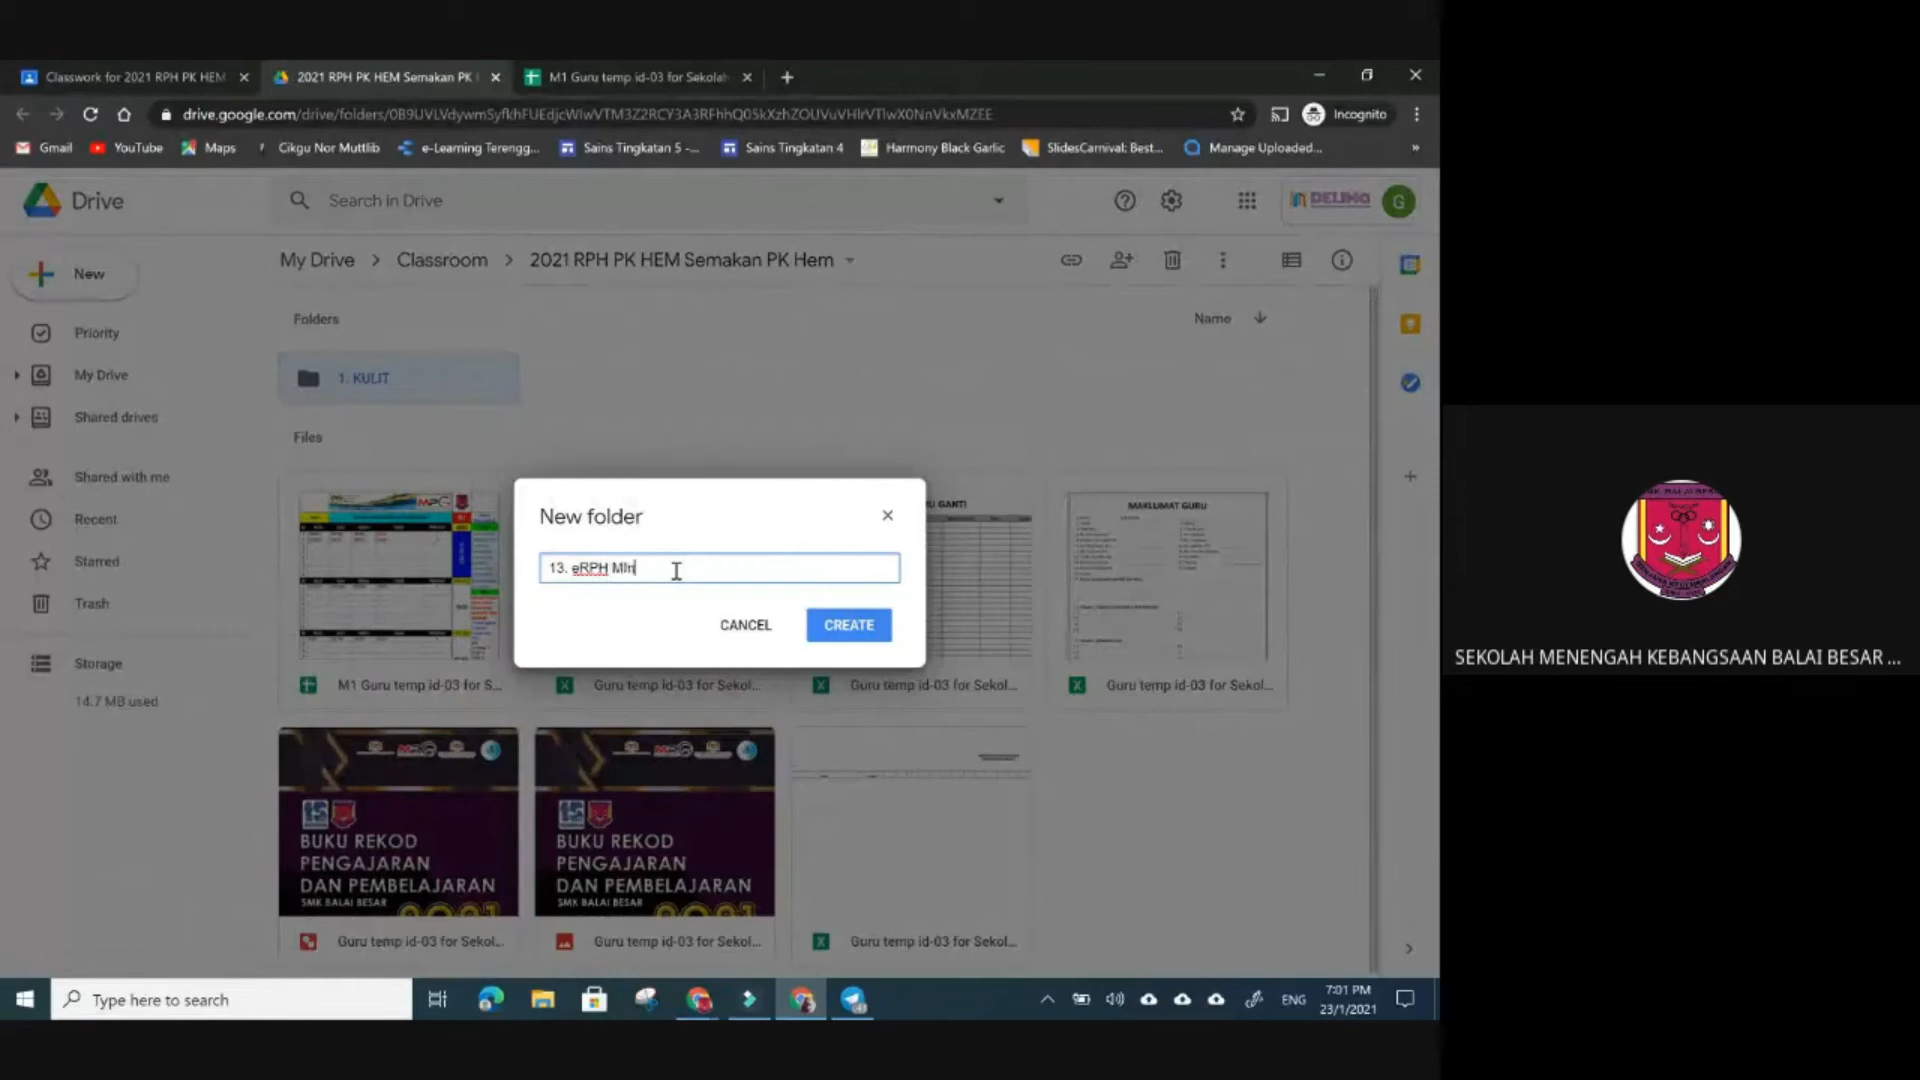 Classwork for 2021 RPH PK HEM
2021 RPH PK HEM Semakan PK
M1 Guru temp id-03 for Sekolah
drive.google.com/drive/folders/0B9UVLVdywmSyfkhFUEdjcWIwVTM3Z2RCY3A3RFhhQ05kXzhZOUVuVHlrVTlwX0NnVkxMZEE
Incognito
Gmail
YouTube
Maps
Cikgu Nor Muttlib
e-Learning Terengg...
Sains Tingkatan 5 -...
Sains Tingkatan 4
Harmony Black Garlic
SlidesCarnival: Best...
Manage Uploaded...
Drive
Search in Drive
DELIMa
G
New
My Drive
Classroom
2021 RPH PK HEM Semakan PK Hem
Priority
My Drive
Shared drives
Shared with me
Recent
Starred
Trash
Storage
14.7 MB used
Folders
Name
1. KULIT
Files
New folder
13. eRPH MIn
CANCEL
CREATE
GANTI
MAKLUMAT GURU
M1 Guru temp id-03 for S...
Guru temp id-03 for Sekol...
Guru temp id-03 for Sekol...
Guru temp id-03 for Sekol...
BUKU REKOD
PENGAJARAN
DAN PEMBELAJARAN
SMK BALAI BESAR
2021
BUKU REKOD
PENGAJARAN
DAN PEMBELAJARAN
SMK BALAI BESAR
2021
Guru temp id-03 for Sekol...
Guru temp id-03 for Sekol...
Guru temp id-03 for Sekol...
Type here to search
ENG
7:01 PM
23/1/2021
SEKOLAH MENENGAH KEBANGSAAN BALAI BESAR ...